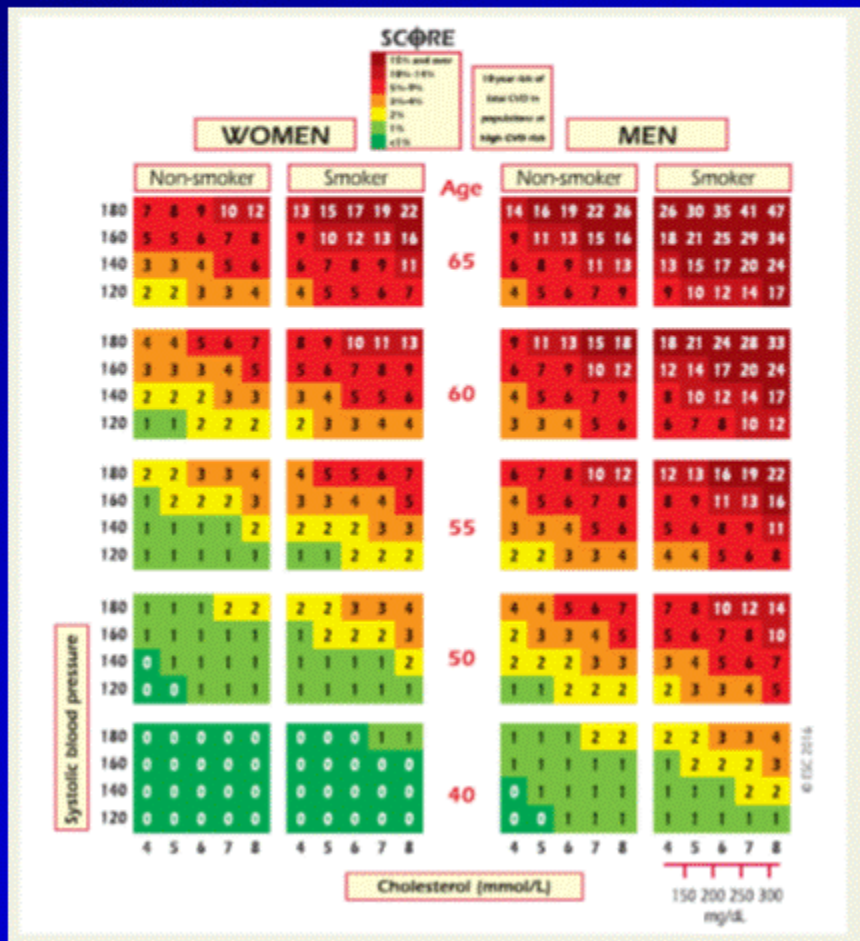 SCORE
15% and over
10%-14%
5%-9%
3%-4%
2%
1%
<1%
10-year risk of
fatal CVD in
populations at
high CVD risk
WOMEN MEN
Non-smoker Smoker Age Non-smoker Smoker
180 7 8 9 10 12 13 15 17 19 22 14 16 19 22 26 26 30 35 41 47
160 5 5 6 7 8 9 10 12 13 16 9 11 13 15 16 18 21 25 29 34
65
140 3 3 4 5 6 6 7 8 9 11 6 8 9 11 13 13 15 17 20 24
120 2 2 3 3 4 4 5 5 6 7 4 5 6 7 9 9 10 12 14 17
180 4 4 5 6 7 8 9 10 11 13 9 11 13 15 18 18 21 24 28 33
160 3 3 3 4 5 5 6 7 8 9 6 7 9 10 12 12 14 17 20 24
60
140 2 2 2 3 3 3 4 5 5 6 4 5 6 7 9 8 10 12 14 17
120 1 1 2 2 2 2 3 3 4 4 3 3 4 5 6 6 7 8 10 12
180 2 2 3 3 4 4 5 5 6 7 6 7 8 10 12 12 13 16 19 22
160 1 2 2 2 3 3 3 4 4 5 4 5 6 7 8 8 9 11 13 16
55
140 1 1 1 1 2 2 2 2 3 3 3 3 4 5 6 5 6 8 9 11
120 1 1 1 1 1 1 1 2 2 2 2 2 3 3 4 4 4 5 6 8
180 1 1 1 2 2 2 2 3 3 4 4 4 5 6 7 7 8 10 12 14
160 1 1 1 1 1 1 2 2 2 3 2 3 3 4 5 5 6 7 8 10
50
140 0 1 1 1 1 1 1 1 1 2 2 2 2 3 3 3 4 5 6 7
120 0 0 1 1 1 1 1 1 1 1 1 1 2 2 2 2 3 3 4 5
180 0 0 0 0 0 0 0 0 1 1 1 1 1 2 2 2 2 3 3 4
160 0 0 0 0 0 0 0 0 0 0 1 1 1 1 1 1 2 2 2 3
40
140 0 0 0 0 0 0 0 0 0 0 0 1 1 1 1 1 1 1 2 2
120 0 0 0 0 0 0 0 0 0 0 0 0 1 1 1 1 1 1 1 1
4 5 6 7 8 4 5 6 7 8 4 5 6 7 8 4 5 6 7 8
Systolic blood pressure
Cholesterol (mmol/L)
150 200 250 300
mg/dL
© ESC 2016